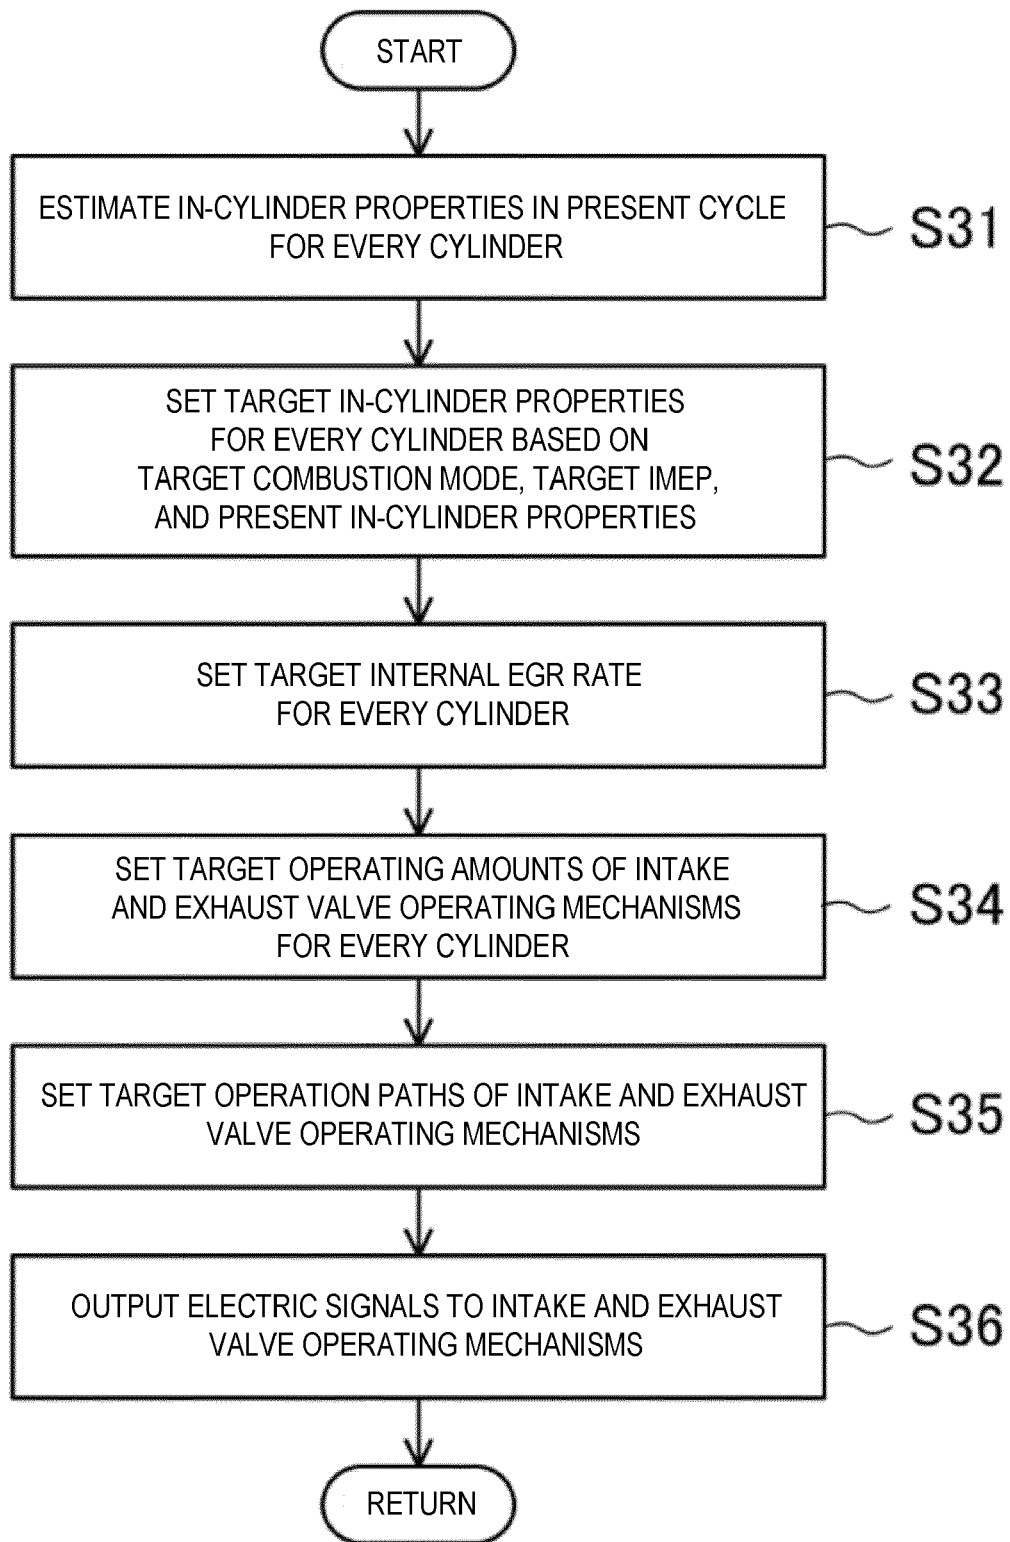 START
ESTIMATE IN-CYLINDER PROPERTIES IN PRESENT CYCLE
FOR EVERY CYLINDER
S31
SET TARGET IN-CYLINDER PROPERTIES
FOR EVERY CYLINDER BASED ON
TARGET COMBUSTION MODE, TARGET IMEP,
AND PRESENT IN-CYLINDER PROPERTIES
S32
SET TARGET INTERNAL EGR RATE
FOR EVERY CYLINDER
S33
SET TARGET OPERATING AMOUNTS OF INTAKE
AND EXHAUST VALVE OPERATING MECHANISMS
FOR EVERY CYLINDER
S34
SET TARGET OPERATION PATHS OF INTAKE AND EXHAUST
VALVE OPERATING MECHANISMS
S35
OUTPUT ELECTRIC SIGNALS TO INTAKE AND EXHAUST
VALVE OPERATING MECHANISMS
S36
RETURN